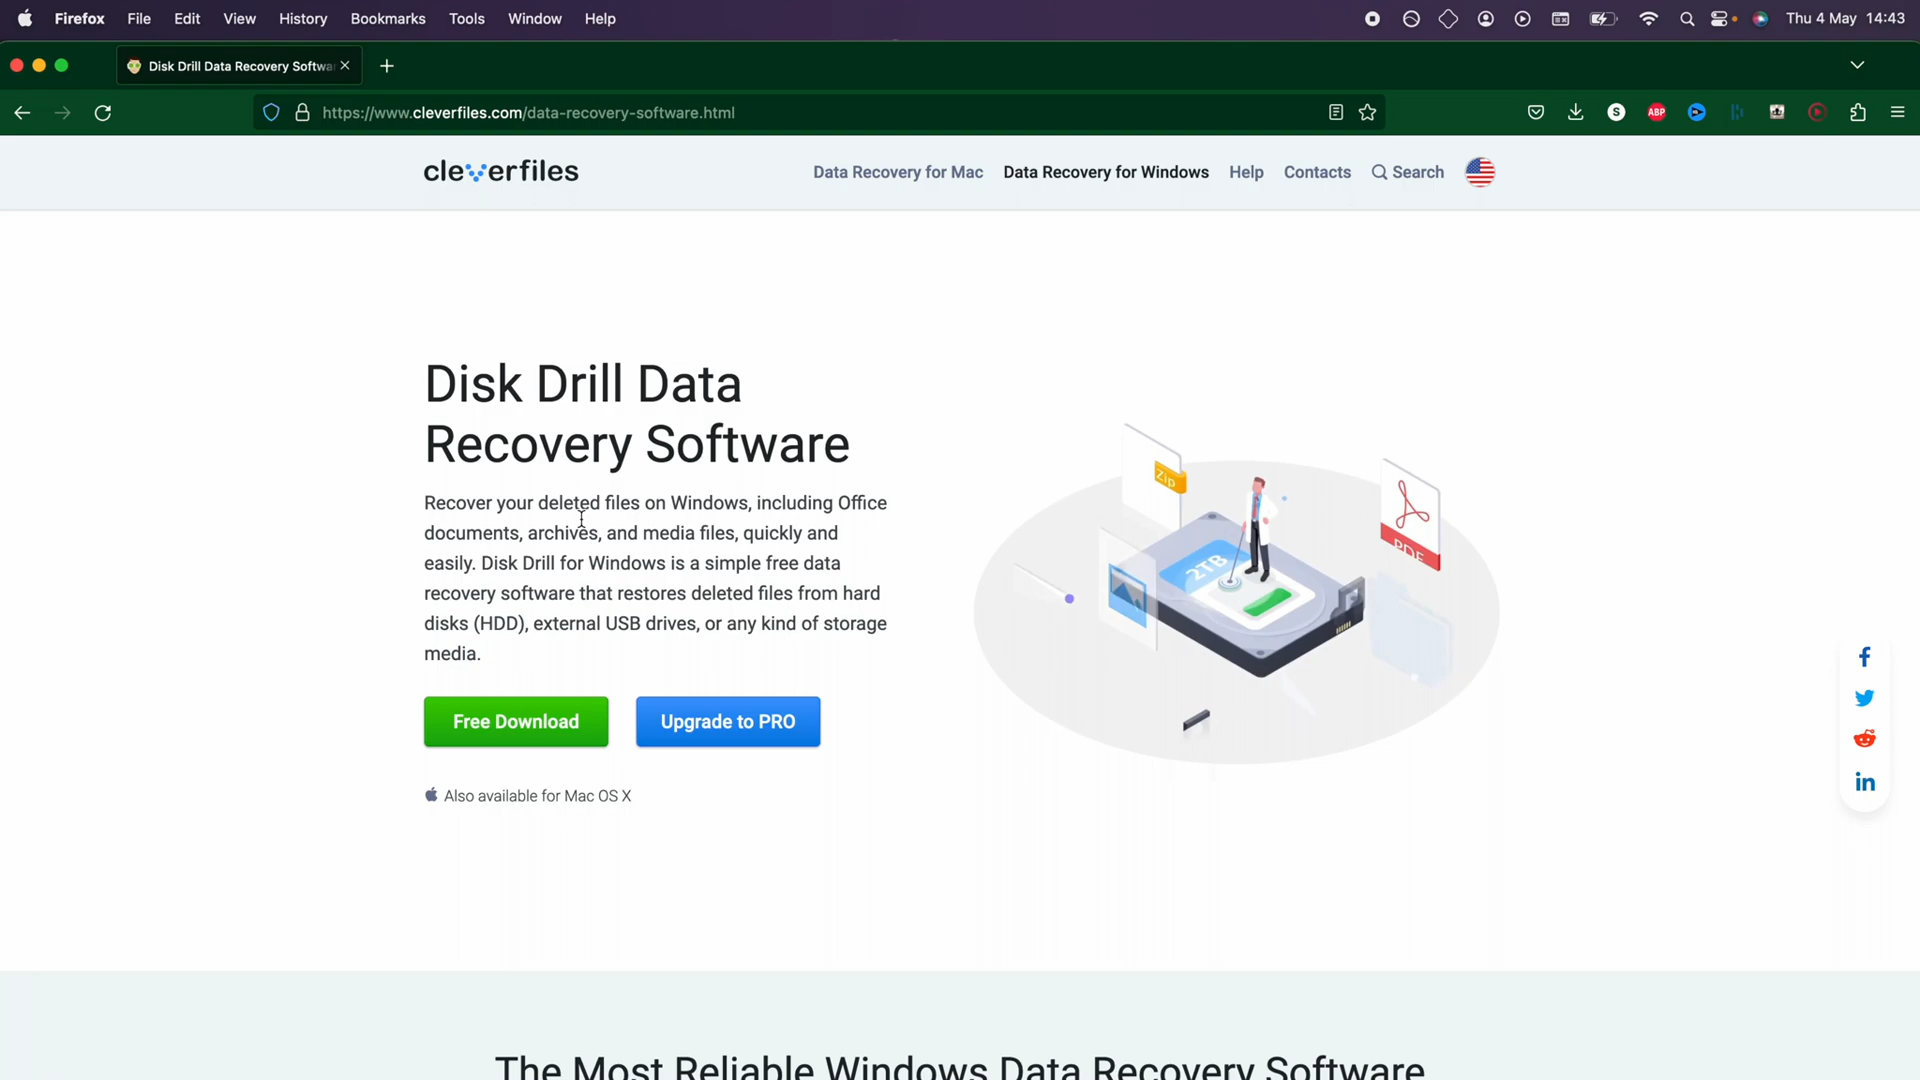 Firefox File Edit View History Bookmarks Tools Window Help Thu 4 May 14:43
Disk Drill Data Recovery Softwa
https://www.cleverfiles.com/data-recovery-software.html S ABP
cleverfiles Data Recovery for Mac Data Recovery for Windows Help Contacts Search
Disk Drill Data
Recovery Software
Recover your deleted files on Windows, including Office
documents, archives, and media files, quickly and
easily. Disk Drill for Windows is a simple free data
recovery software that restores deleted files from hard
disks (HDD), external USB drives, or any kind of storage
media.
ZIP
2TB
PDF
Free Download Upgrade to PRO
Also available for Mac OS X
The Most Reliable Windows Data Recovery Software